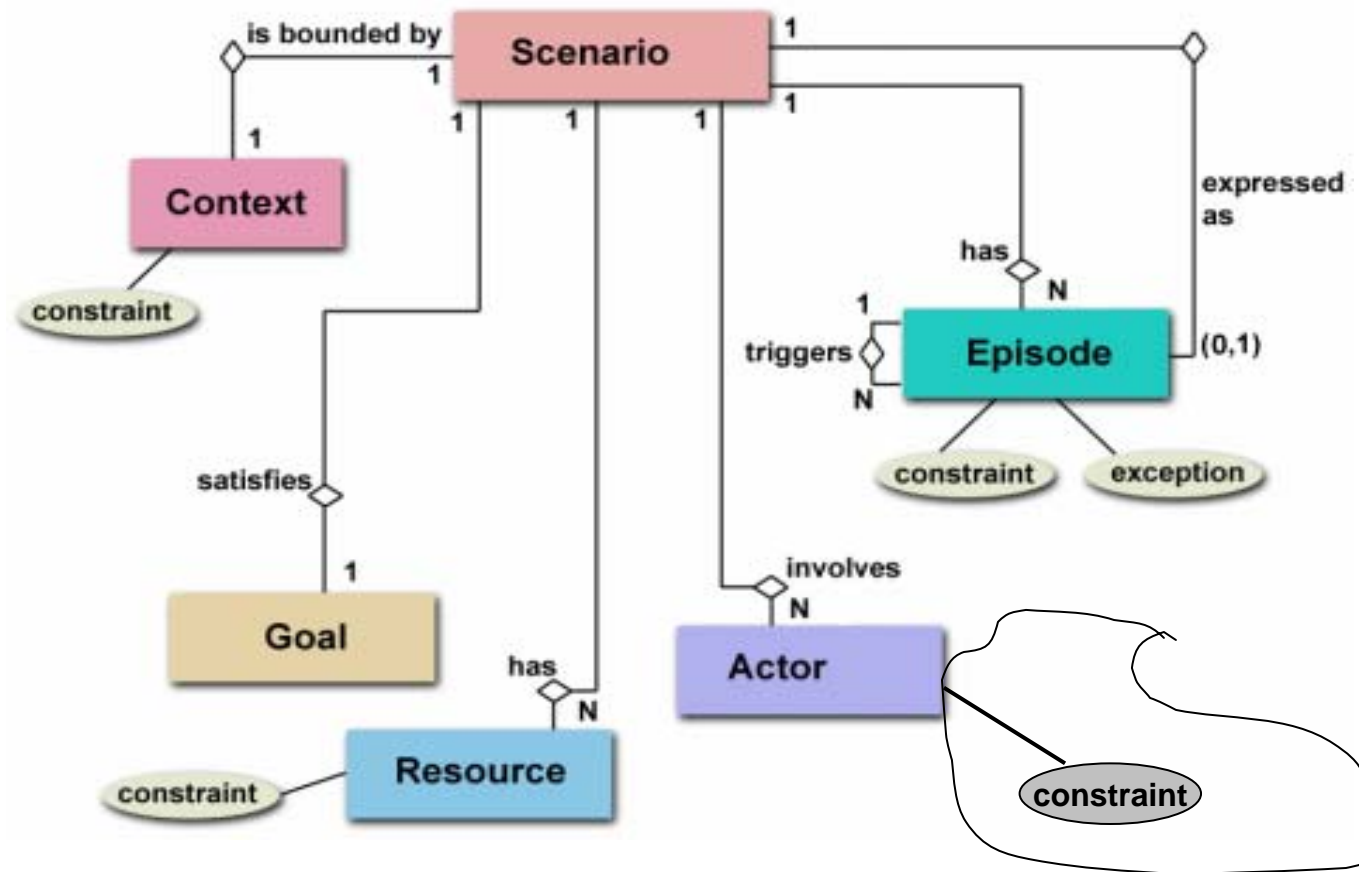 is bounded by
Scenario
1
1
1
1
1
1
1
1
Context
constraint
expressed
as
has
N
1
triggers
N
Episode
(0,1)
constraint
exception
satisfies
1
Goal
involves
N
Actor
has
N
Resource
constraint
constraint